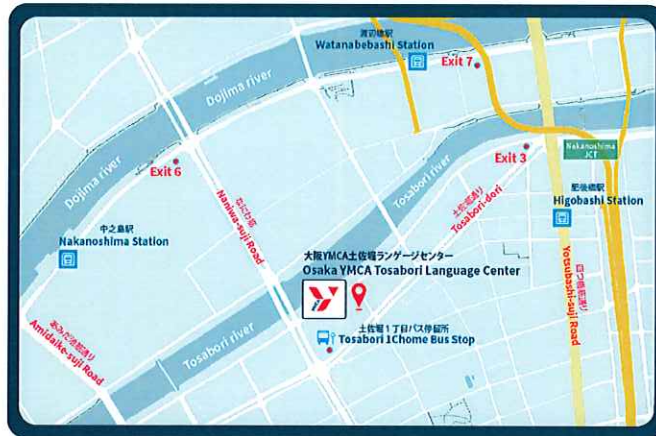 渡辺橋駅
Watanabebashi Station
Exit 7
Dojima river
Dojima river
Exit 6
なにわ筋
Naniwa-suji Road
中之島駅
Nakanoshima Station
あみだ池筋通り
Amidaike-suji Road
Tosabori river
Tosabori river
土佐堀通り
Tosabori-dori
Exit 3
Nakanoshima
JCT
肥後橋駅
Higobashi Station
Yotsubashi-suji Road
大阪YMCA土佐堀ランゲージセンター
Osaka YMCA Tosabori Language Center
土佐堀1丁目バス停留所
Tosabori 1Chome Bus Stop